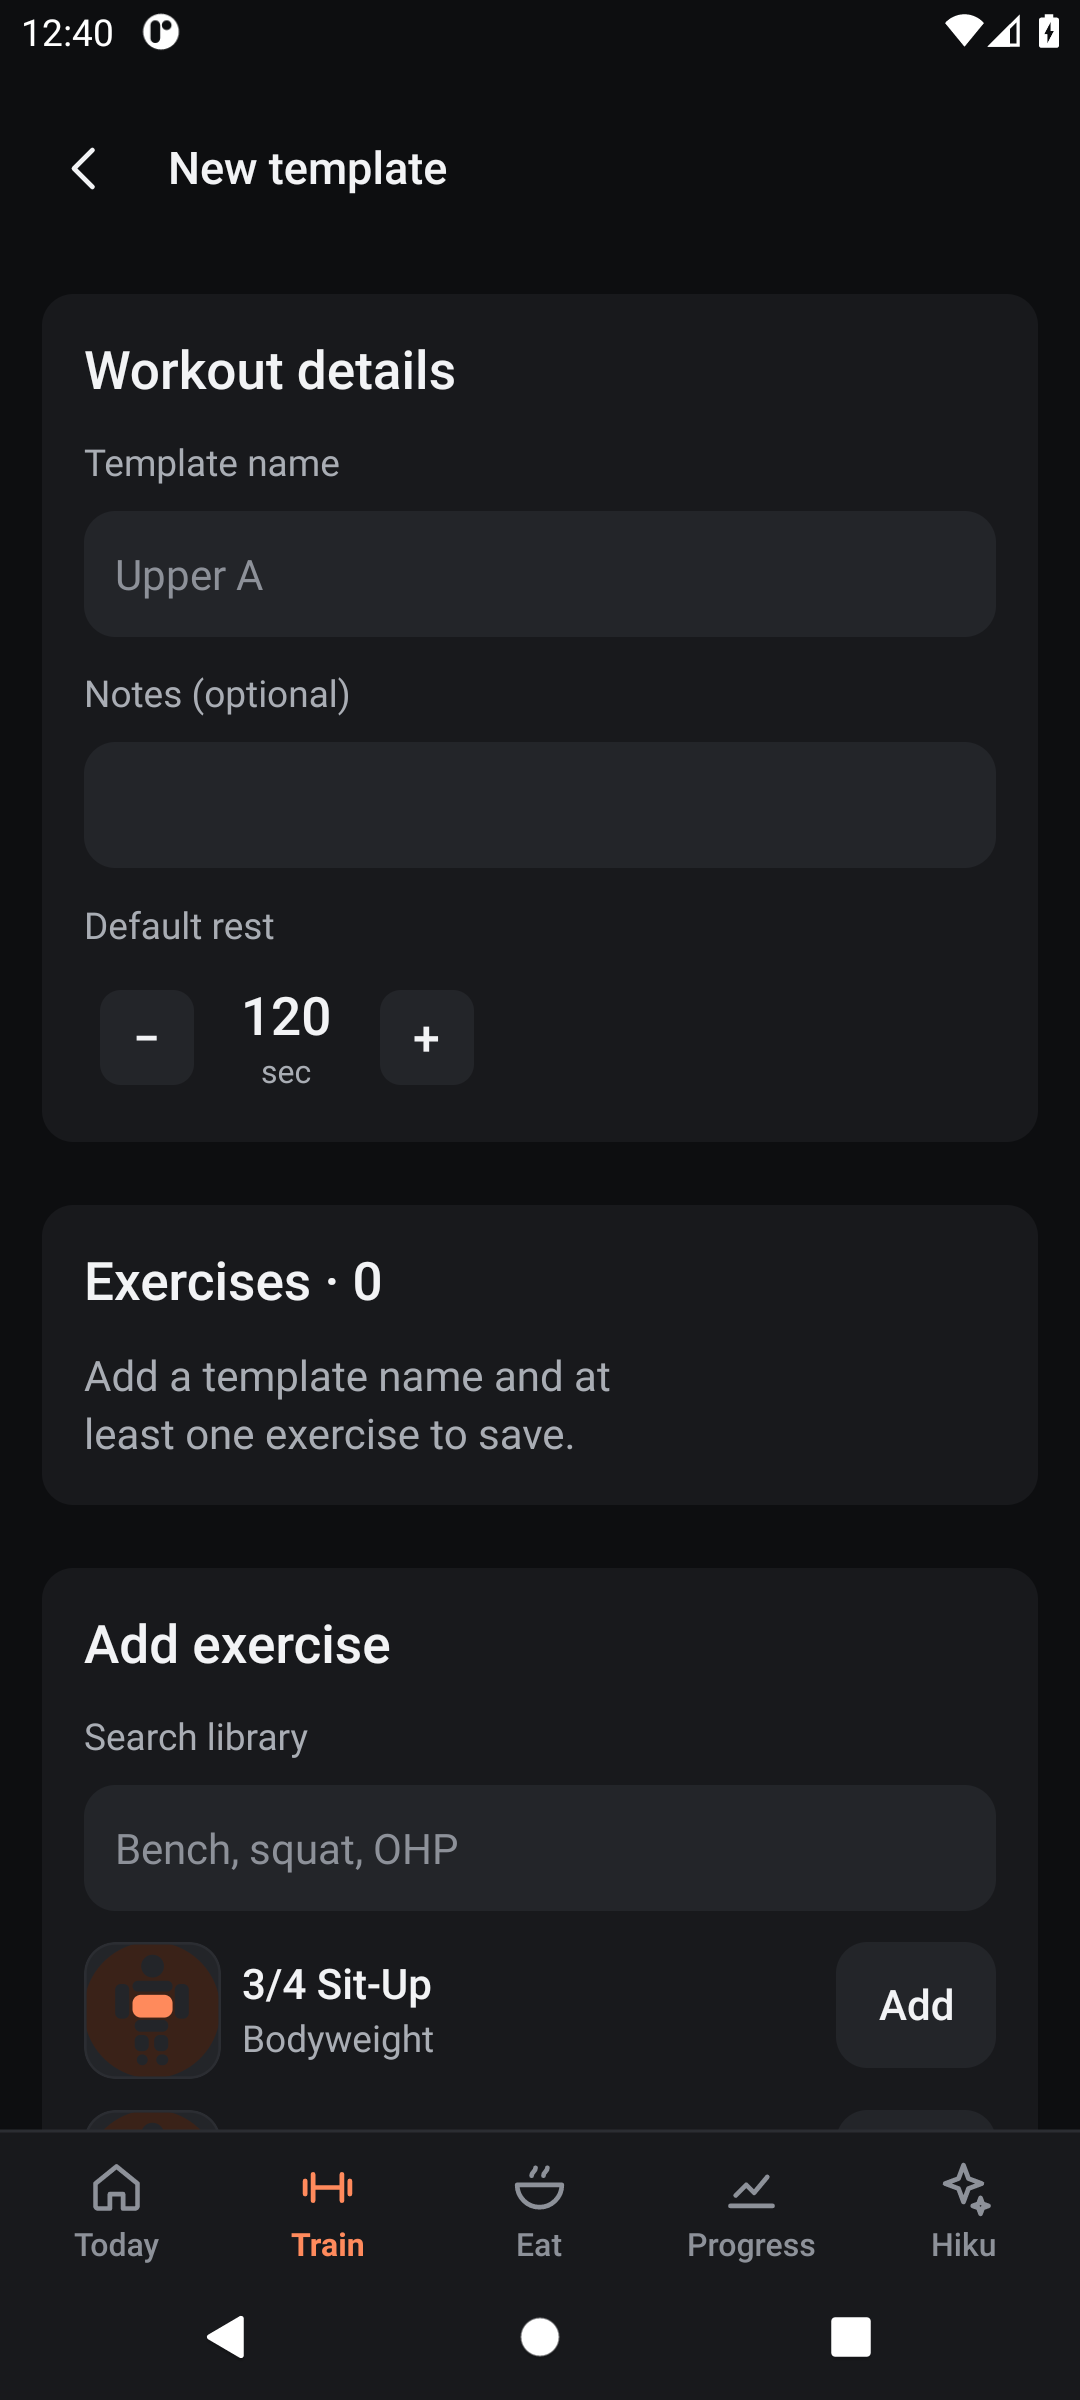 12:40
New template
Workout details
Template name
Upper A
Notes (optional)
Default rest
− 120 +
sec
Exercises · 0
Add a template name and at
least one exercise to save.
Add exercise
Search library
Bench, squat, OHP
3/4 Sit-Up
Bodyweight
Add
Today Train Eat Progress Hiku